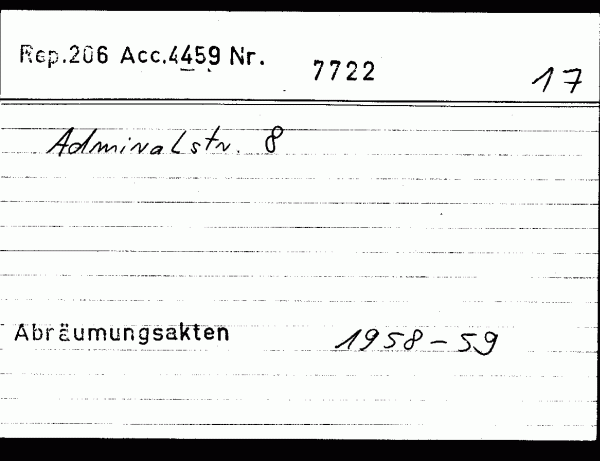 Rep.206 Acc.4459 Nr. 7722 17
Admiralstr. 8
Abräumungsakten 1958-59